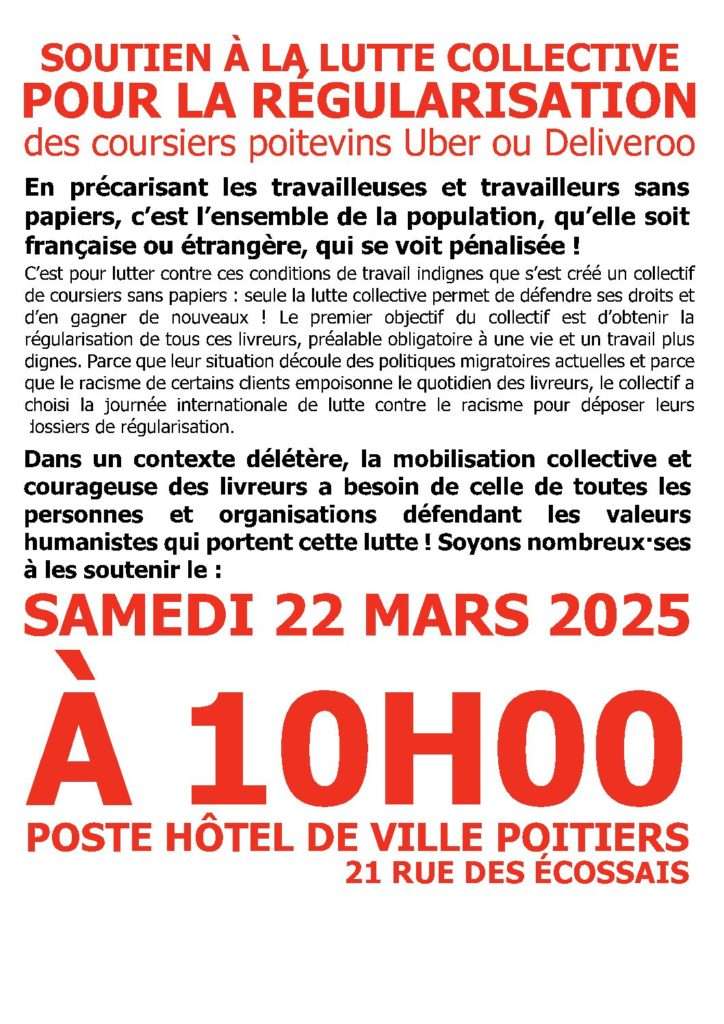 SOUTIEN À LA LUTTE COLLECTIVE
POUR LA RÉGULARISATION
des coursiers poitevins Uber ou Deliveroo
En précarisant les travailleuses et travailleurs sans
papiers, c’est l’ensemble de la population, qu’elle soit
française ou étrangère, qui se voit pénalisée !
C’est pour lutter contre ces conditions de travail indignes que s’est créé un collectif
de coursiers sans papiers : seule la lutte collective permet de défendre ses droits et
d’en gagner de nouveaux ! Le premier objectif du collectif est d’obtenir la
régularisation de tous ces livreurs, préalable obligatoire à une vie et un travail plus
dignes. Parce que leur situation découle des politiques migratoires actuelles et parce
que le racisme de certains clients empoisonne le quotidien des livreurs, le collectif a
choisi la journée internationale de lutte contre le racisme pour déposer leurs
dossiers de régularisation.
Dans un contexte délétère, la mobilisation collective et
courageuse des livreurs a besoin de celle de toutes les
personnes et organisations défendant les valeurs
humanistes qui portent cette lutte ! Soyons nombreux·ses
à les soutenir le :
SAMEDI 22 MARS 2025
À 10H00
POSTE HÔTEL DE VILLE POITIERS
21 RUE DES ÉCOSSAIS